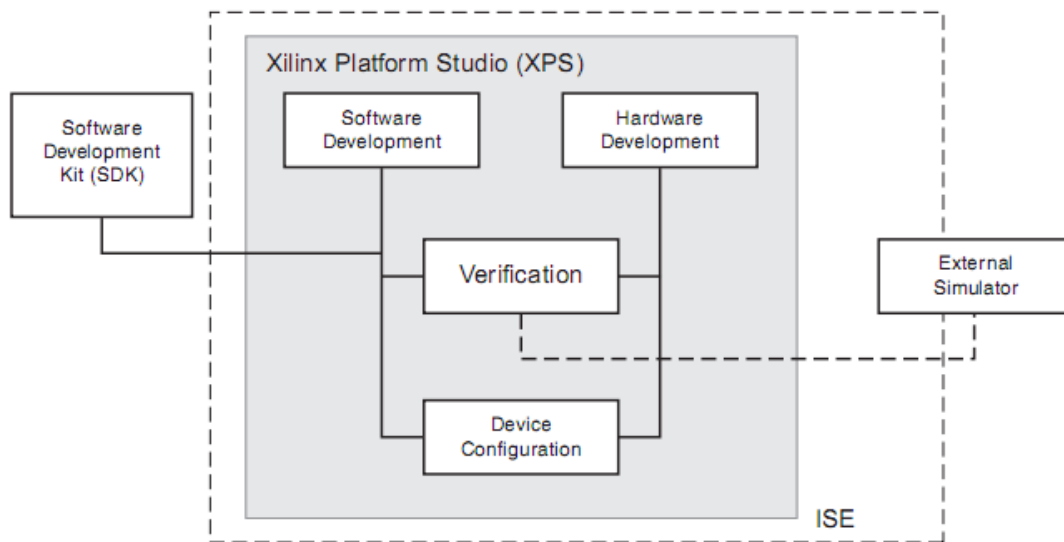 Xilinx Platform Studio (XPS)
Software
Development
Kit (SDK)
Software
Development
Hardware
Development
Verification
External
Simulator
Device
Configuration
ISE